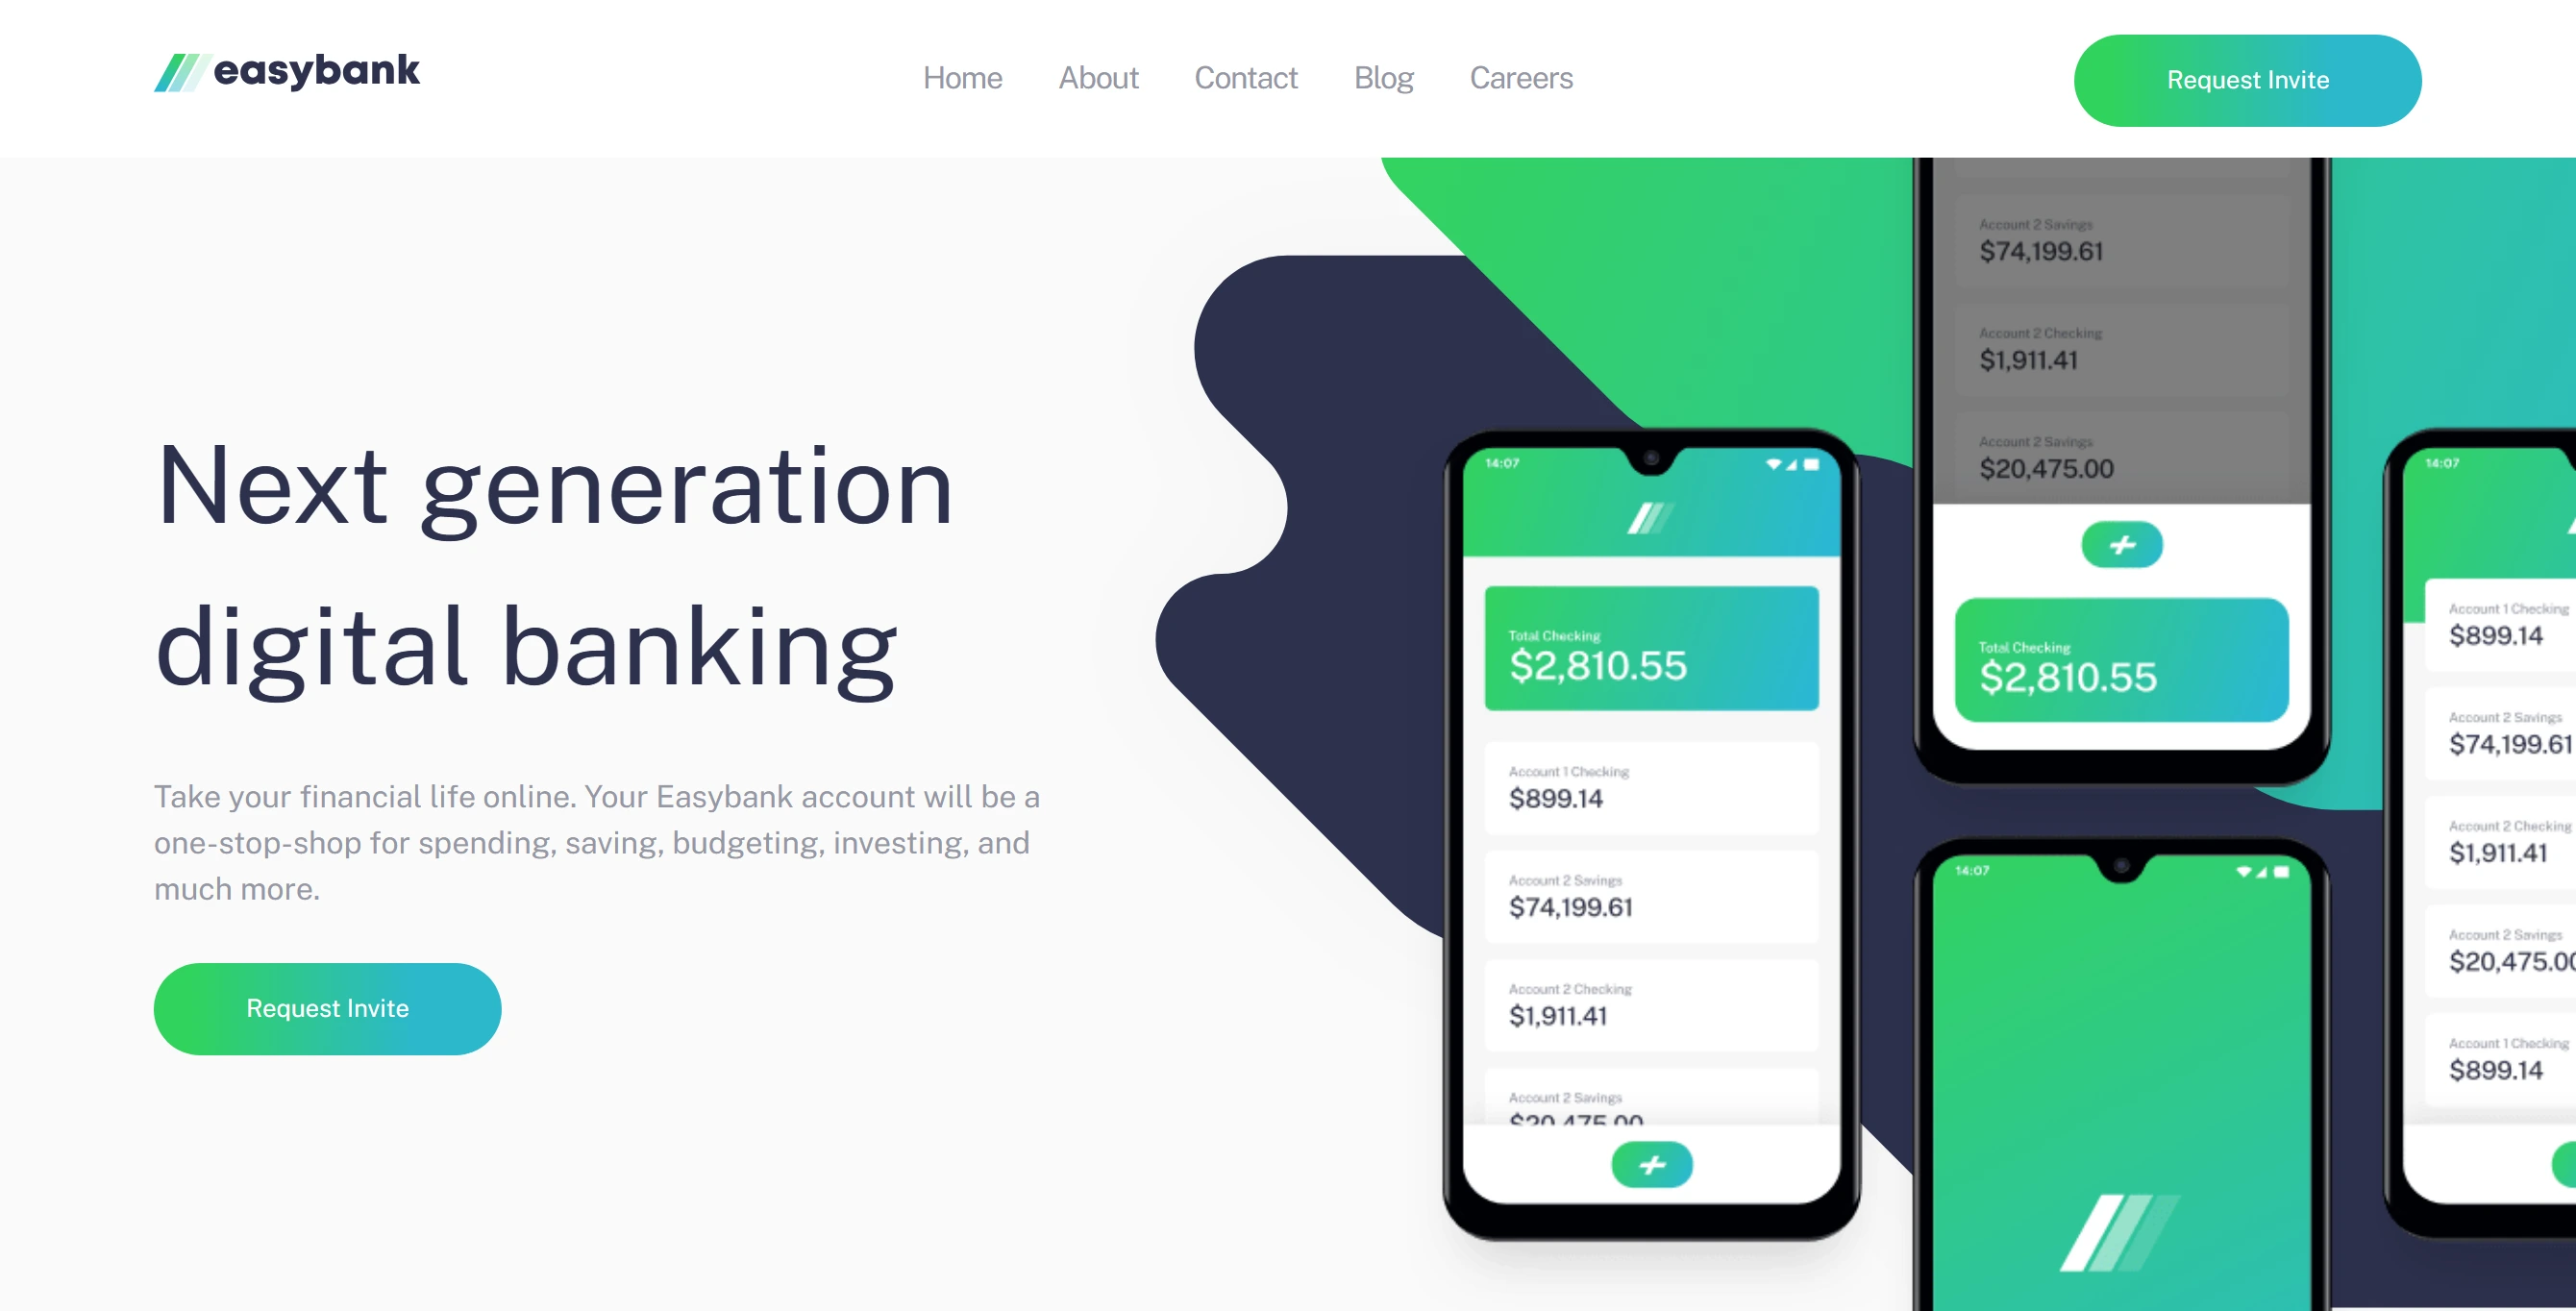 easybank
Home About Contact Blog Careers
Request Invite
Next generation
digital banking
Take your financial life online. Your Easybank account will be a
one-stop-shop for spending, saving, budgeting, investing, and
much more.
Request Invite
14:07
Total Checking
$2,810.55
Account 1 Checking
$899.14
Account 2 Savings
$74,199.61
Account 2 Checking
$1,911.41
Account 2 Savings
$20,475.00
Account 2 Savings
$74,199.61
Account 2 Checking
$1,911.41
Account 2 Savings
$20,475.00
Total Checking
$2,810.55
14:07
14:07
Account 1 Checking
$899.14
Account 2 Savings
$74,199.61
Account 2 Checking
$1,911.41
Account 2 Savings
$20,475.00
Account 1 Checking
$899.14